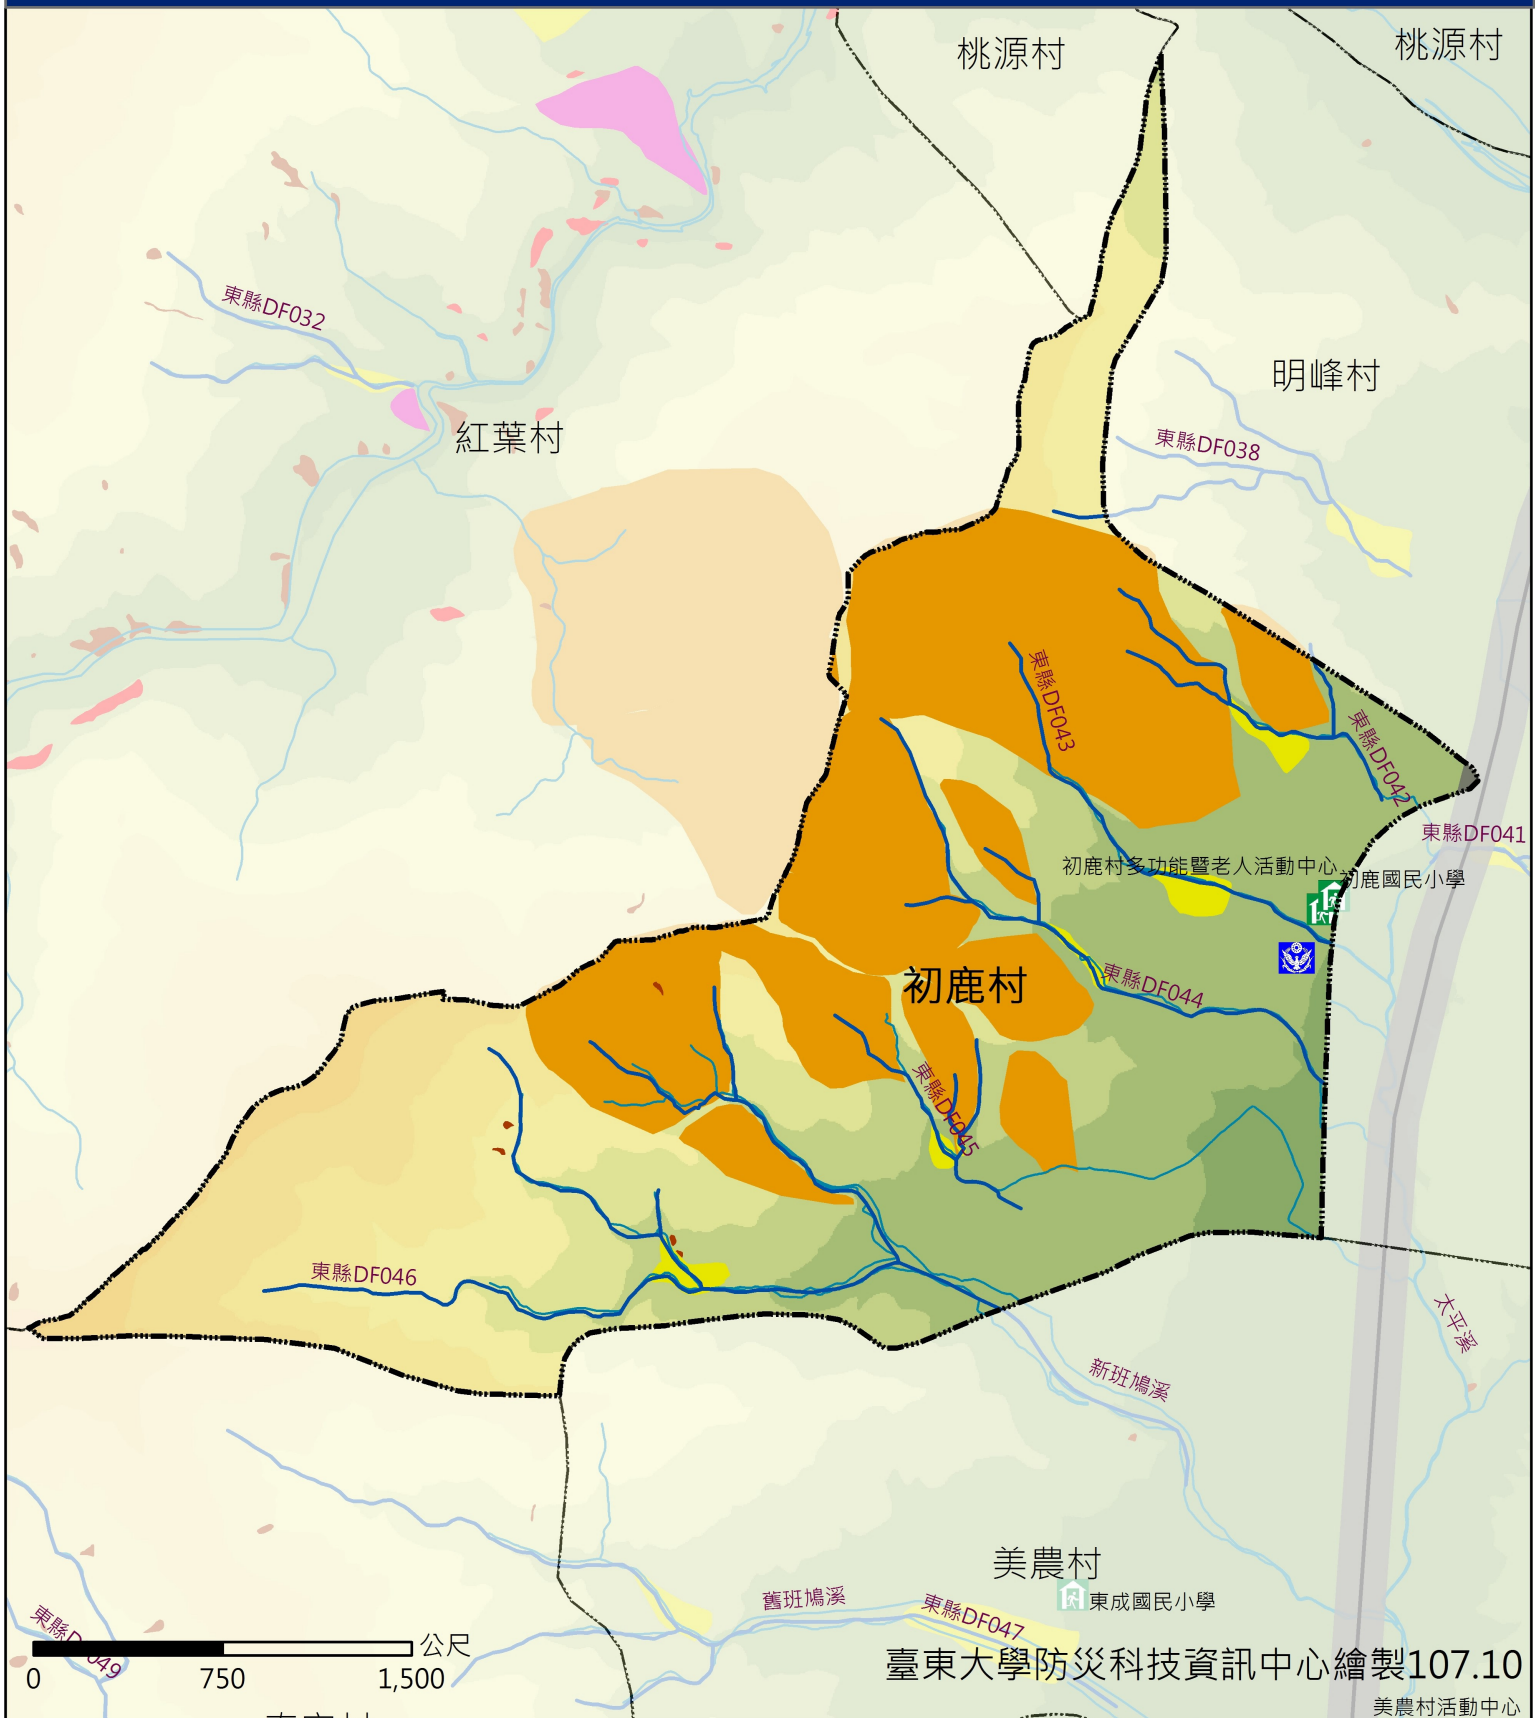 桃源村
桃源村
東縣DF032
明峰村
紅葉村
東縣DF038
東縣DF043
東縣DF042
東縣DF041
初鹿村多功能暨老人活動中心
初鹿國民小學
初鹿村
東縣DF044
東縣DF045
東縣DF046
太平溪
新班鳩溪
美農村
舊班鳩溪
東縣DF047
東成國民小學
公尺
0 750 1,500
臺東大學防災科技資訊中心繪製107.10
美農村活動中心